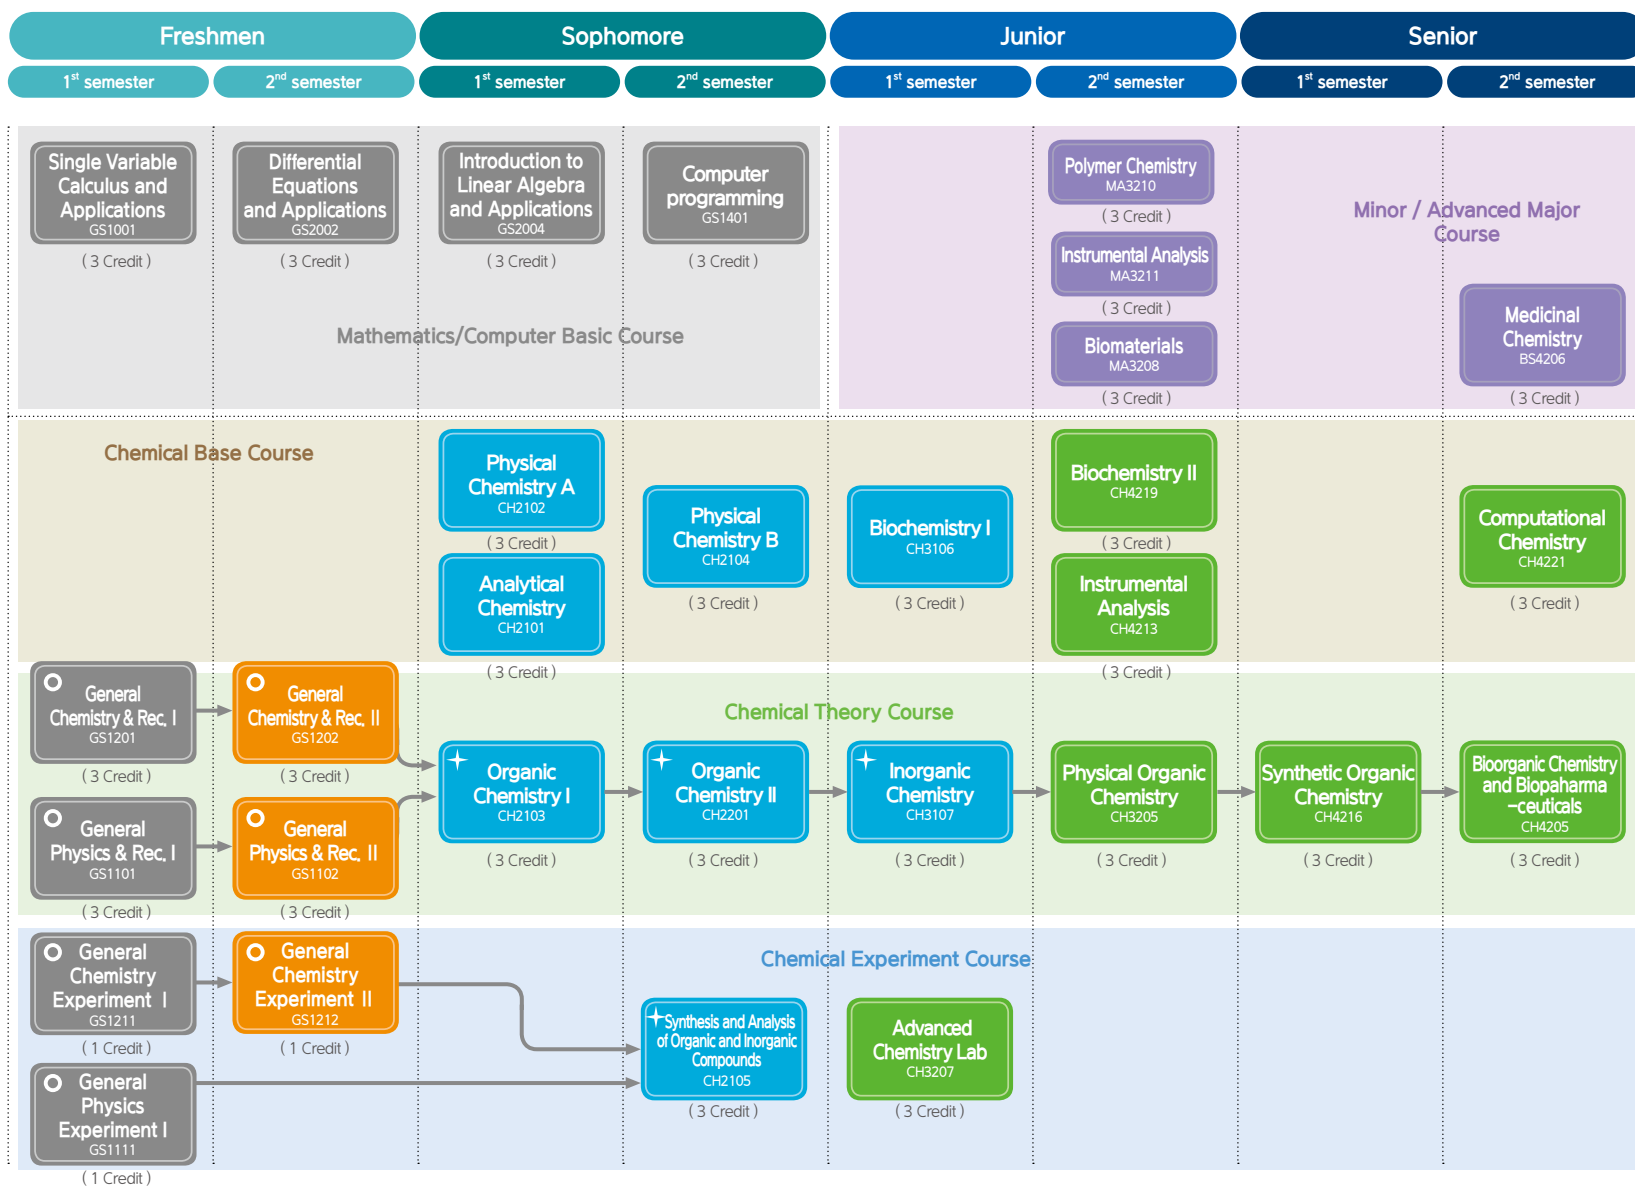 Freshmen
Sophomore
Junior
Senior
1st semester
2nd semester
1st semester
2nd semester
1st semester
2nd semester
1st semester
2nd semester
Single Variable
Calculus and
Applications
GS1001
( 3 Credit )
Differential
Equations
and Applications
GS2002
( 3 Credit )
Introduction to
Linear Algebra
and Applications
GS2004
( 3 Credit )
Computer
programming
GS1401
( 3 Credit )
Mathematics/Computer Basic Course
Polymer Chemistry
MA3210
( 3 Credit )
Instrumental Analysis
MA3211
( 3 Credit )
Biomaterials
MA3208
( 3 Credit )
Minor / Advanced Major
Course
Medicinal
Chemistry
BS4206
( 3 Credit )
Chemical Base Course
Physical
Chemistry A
CH2102
( 3 Credit )
Analytical
Chemistry
CH2101
( 3 Credit )
Physical
Chemistry B
CH2104
( 3 Credit )
Biochemistry I
CH3106
( 3 Credit )
Biochemistry II
CH4219
( 3 Credit )
Instrumental
Analysis
CH4213
( 3 Credit )
Computational
Chemistry
CH4221
( 3 Credit )
Chemical Theory Course
General
Chemistry & Rec. I
GS1201
( 3 Credit )
General
Chemistry & Rec. II
GS1202
( 3 Credit )
General
Physics & Rec. I
GS1101
( 3 Credit )
General
Physics & Rec. II
GS1102
( 3 Credit )
Organic
Chemistry I
CH2103
( 3 Credit )
Organic
Chemistry II
CH2201
( 3 Credit )
Inorganic
Chemistry
CH3107
( 3 Credit )
Physical Organic
Chemistry
CH3205
( 3 Credit )
Synthetic Organic
Chemistry
CH4216
( 3 Credit )
Bioorganic Chemistry
and Biopaharma
-ceuticals
CH4205
( 3 Credit )
Chemical Experiment Course
General
Chemistry
Experiment I
GS1211
( 1 Credit )
General
Chemistry
Experiment II
GS1212
( 1 Credit )
General
Physics
Experiment I
GS1111
( 1 Credit )
Synthesis and Analysis
of Organic and Inorganic
Compounds
CH2105
( 3 Credit )
Advanced
Chemistry Lab
CH3207
( 3 Credit )